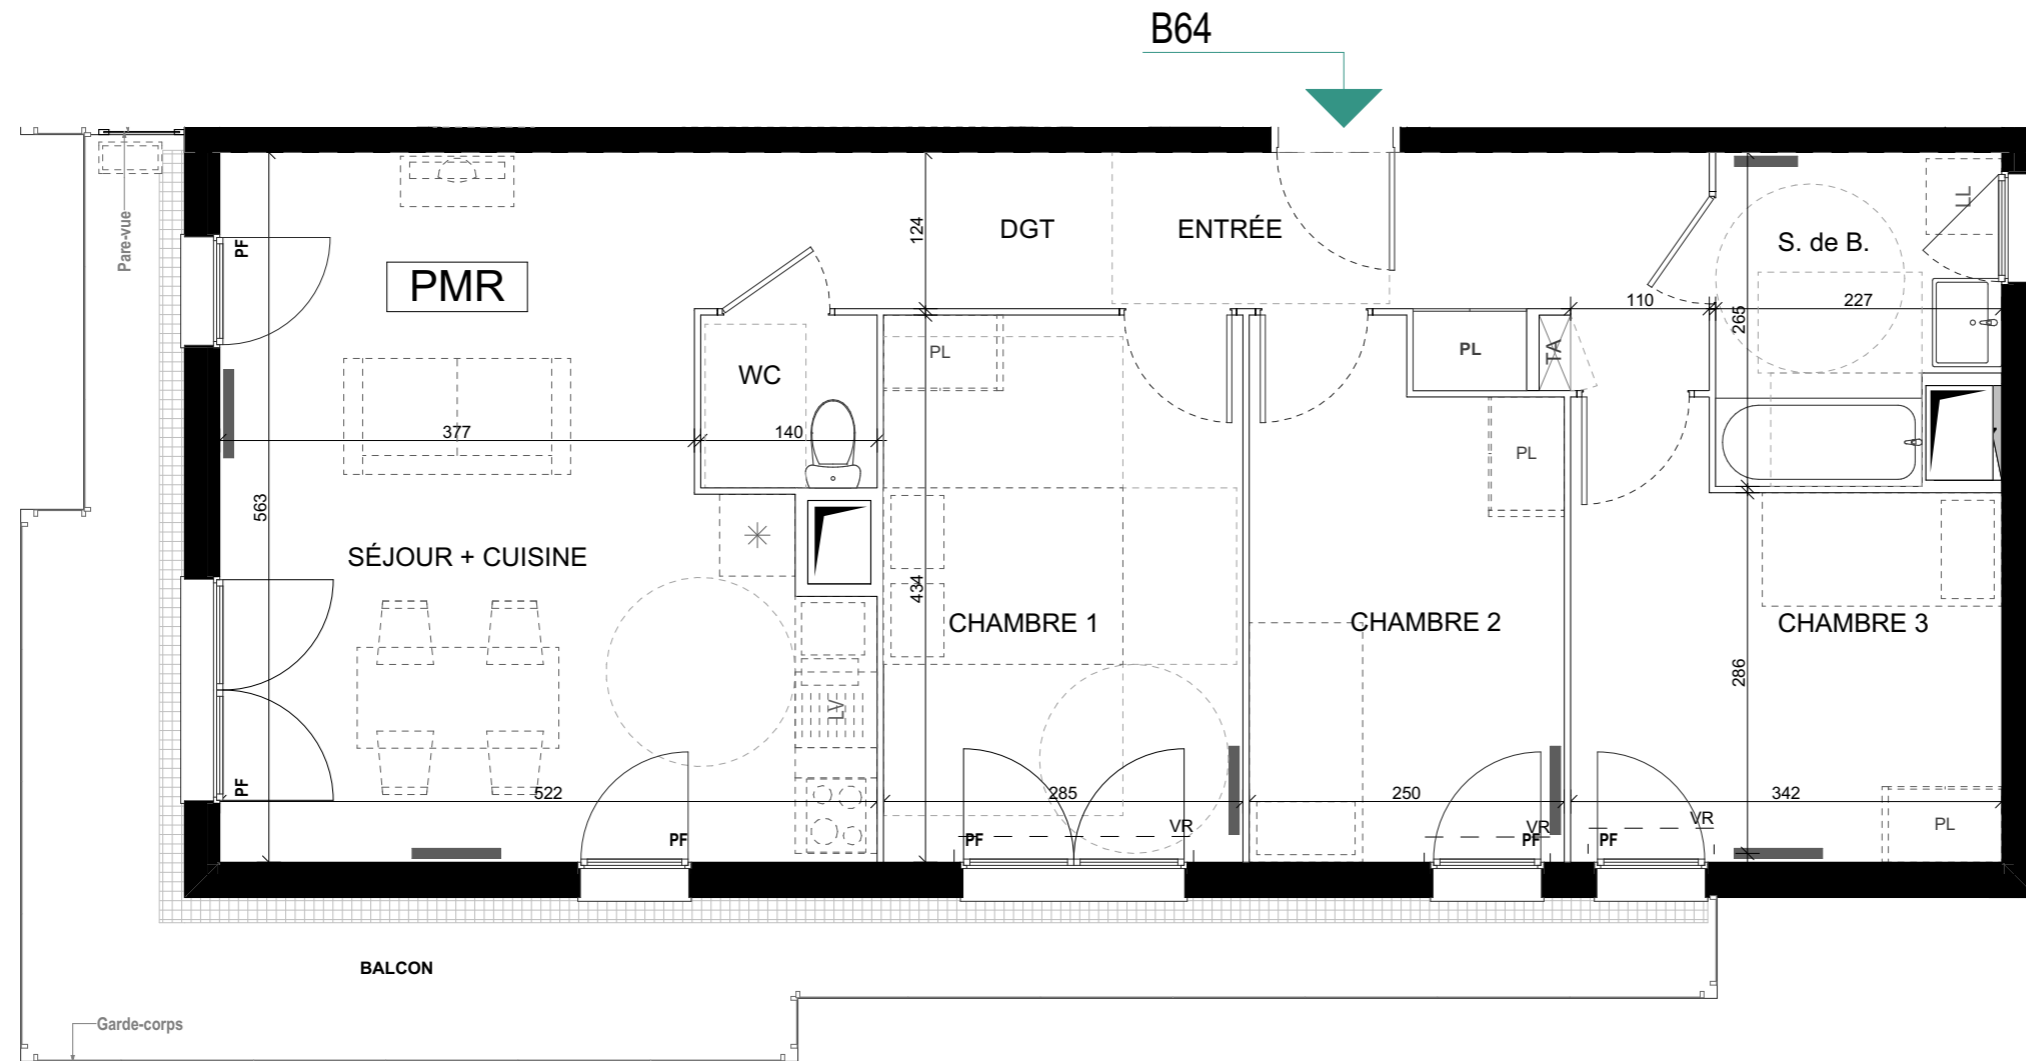 B64
Pare-vue
PF
PMR
124
DGT
ENTRÉE
S. de B.
LL
110
265
227
WC
PL
PL
TA
377
140
PL
563
SÉJOUR + CUISINE
434
CHAMBRE 1
CHAMBRE 2
CHAMBRE 3
286
LV
PF
522
285
250
342
PF
PF
VR
PF
VR
PF
VR
PL
BALCON
Garde-corps